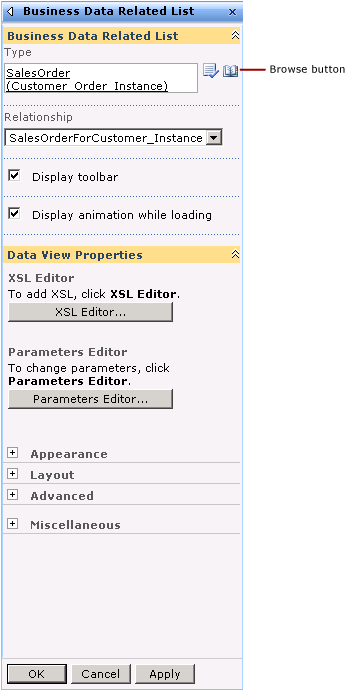 Business Data Related List
Business Data Related List
Type
SalesOrder
(Customer_Order_Instance)
Browse button
Relationship
SalesOrderForCustomer_Instance
Display toolbar
Display animation while loading
Data View Properties
XSL Editor
To add XSL, click XSL Editor.
XSL Editor...
Parameters Editor
To change parameters, click
Parameters Editor.
Parameters Editor...
Appearance
Layout
Advanced
Miscellaneous
OK Cancel Apply